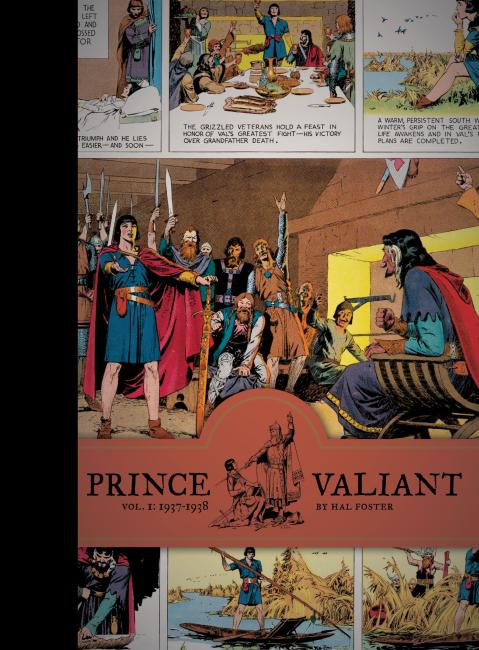 THE
LEFT
D AND
OSSED
TOR
TRIUMPH AND HE LIES
EASIER—AND SOON—
THE GRIZZLED VETERANS HOLD A FEAST IN
HONOR OF VAL'S GREATEST FIGHT—HIS VICTORY
OVER GRANDFATHER DEATH.
A WARM, PERSISTENT SOUTH W
WINTER'S GRIP ON THE GREAT
LIFE AWAKENS AND IN VAL'S
PLANS ARE COMPLETED.
PRINCE VALIANT
VOL. 1: 1937-1938 BY HAL FOSTER